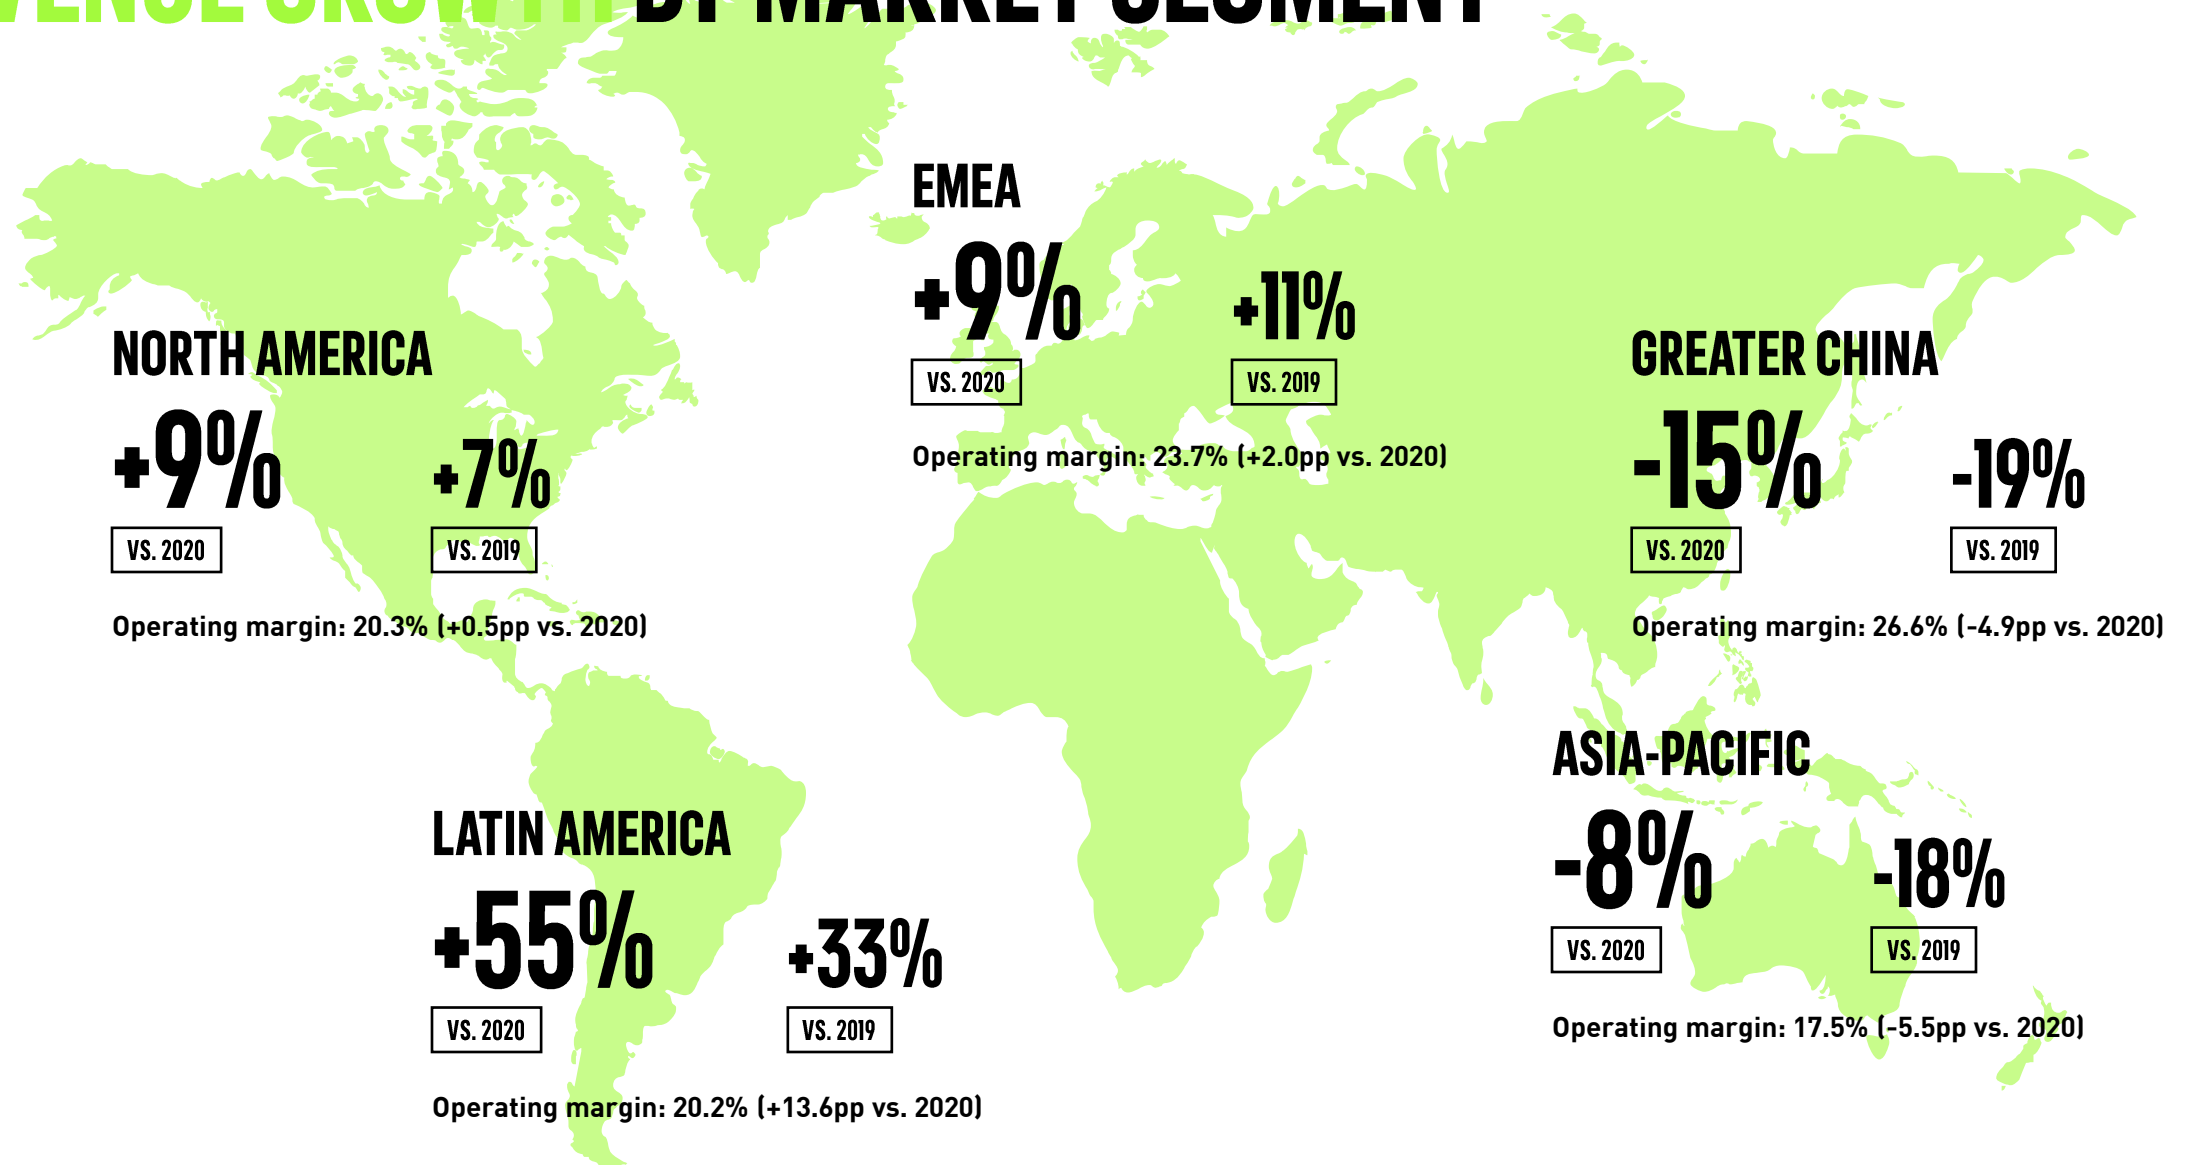 BY MARKET SEGMENT
EMEA
+9% +11%
VS. 2020 VS. 2019
Operating margin: 23.7% (+2.0pp vs. 2020)
NORTH AMERICA
+9% +7%
VS. 2020 VS. 2019
Operating margin: 20.3% (+0.5pp vs. 2020)
GREATER CHINA
-15% -19%
VS. 2020 VS. 2019
Operating margin: 26.6% (-4.9pp vs. 2020)
LATIN AMERICA
+55% +33%
VS. 2020 VS. 2019
Operating margin: 20.2% (+13.6pp vs. 2020)
ASIA-PACIFIC
-8% -18%
VS. 2020 VS. 2019
Operating margin: 17.5% (-5.5pp vs. 2020)